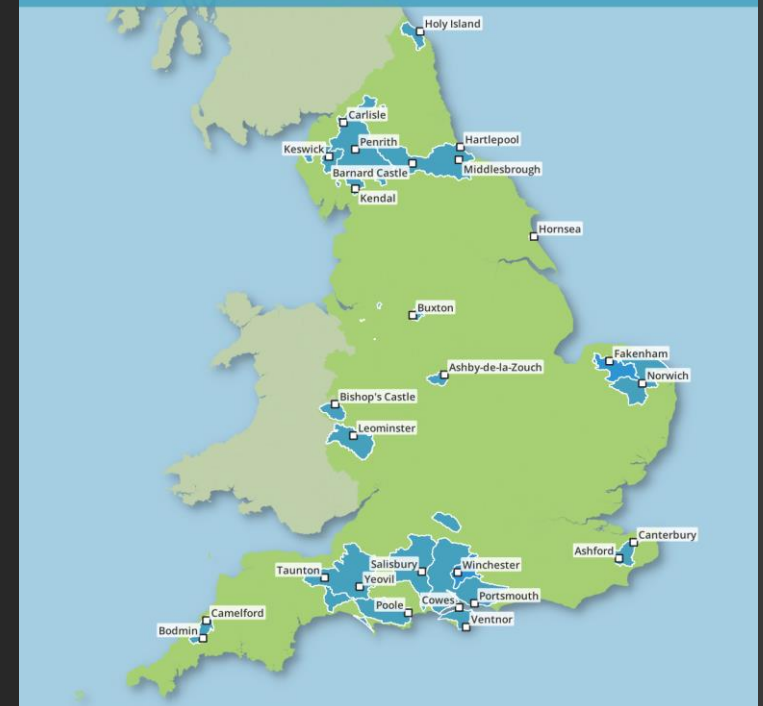 Holy Island
Carlisle
Hartlepool
Keswick
Penrith
Barnard Castle
Middlesbrough
Kendal
Hornsea
Buxton
Fakenham
Ashby-de-la-Zouch
Norwich
Bishop's Castle
Leominster
Canterbury
Ashford
Taunton
Salisbury
Winchester
Yeovil
Poole
Cowes
Portsmouth
Camelford
Ventnor
Bodmin